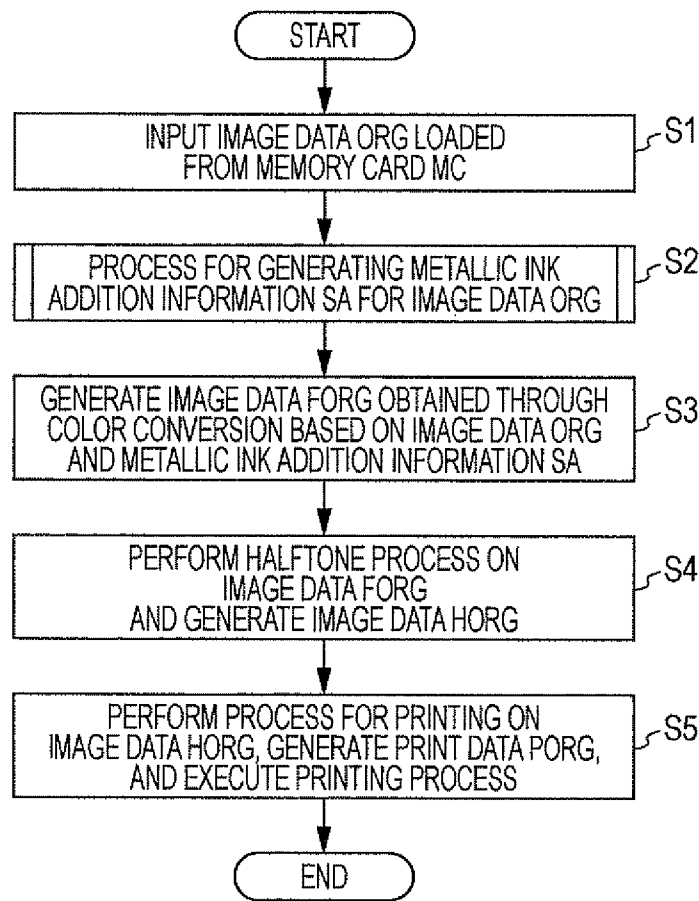 START
INPUT IMAGE DATA ORG LOADED
FROM MEMORY CARD MC
S1
PROCESS FOR GENERATING METALLIC INK
ADDITION INFORMATION SA FOR IMAGE DATA ORG
S2
GENERATE IMAGE DATA FORG OBTAINED THROUGH
COLOR CONVERSION BASED ON IMAGE DATA ORG
AND METALLIC INK ADDITION INFORMATION SA
S3
PERFORM HALFTONE PROCESS ON
IMAGE DATA FORG
AND GENERATE IMAGE DATA HORG
S4
PERFORM PROCESS FOR PRINTING ON
IMAGE DATA HORG, GENERATE PRINT DATA PORG,
AND EXECUTE PRINTING PROCESS
S5
END